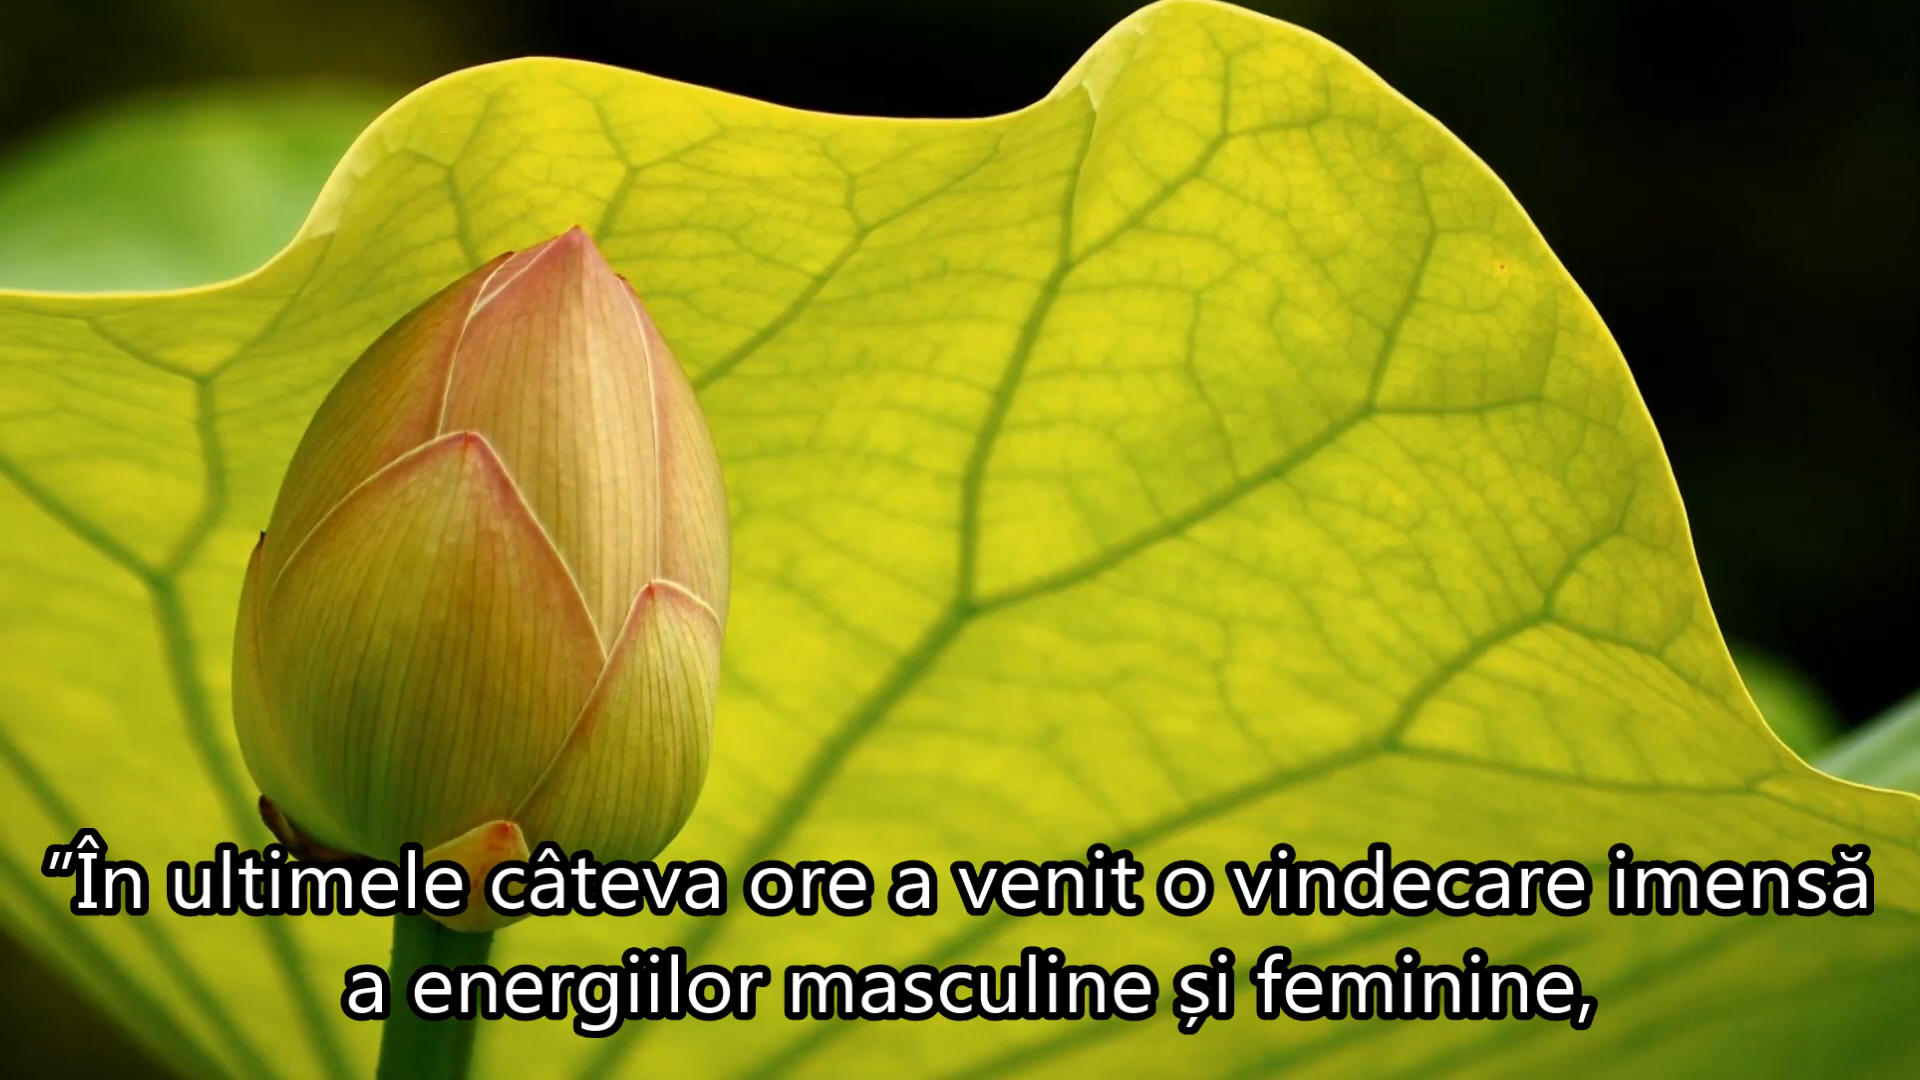 ”În ultimele câteva ore a venit o vindecare imensă
a energiilor masculine și feminine,